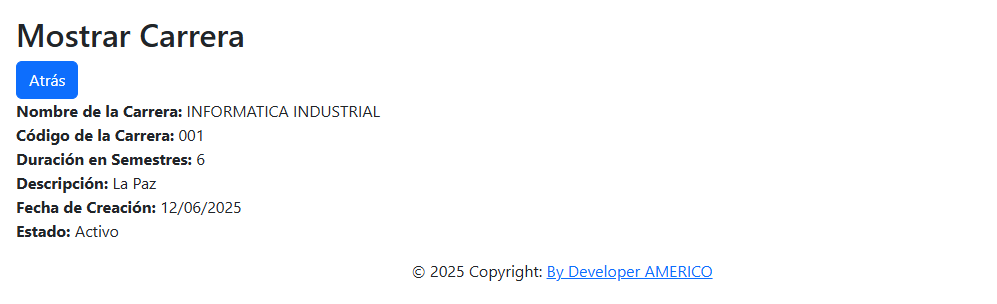 Mostrar Carrera
Atrás
Nombre de la Carrera: INFORMATICA INDUSTRIAL
Código de la Carrera: 001
Duración en Semestres: 6
Descripción: La Paz
Fecha de Creación: 12/06/2025
Estado: Activo
© 2025 Copyright: By Developer AMERICO